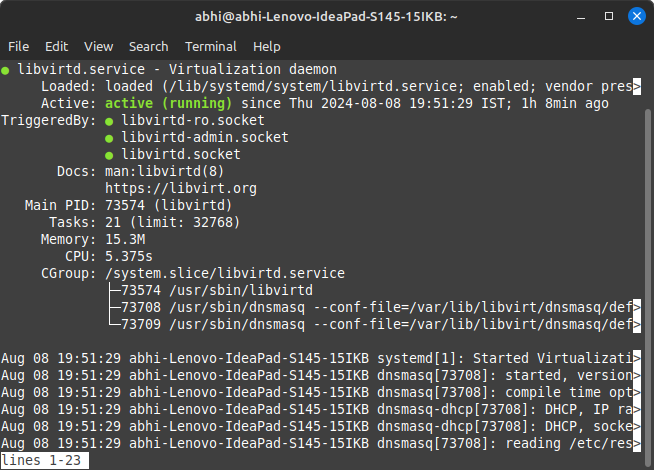 abhi@abhi-Lenovo-IdeaPad-S145-15IKB: ~
File Edit View Search Terminal Help
● libvirtd.service - Virtualization daemon
     Loaded: loaded (/lib/systemd/system/libvirtd.service; enabled; vendor pres>
     Active: active (running) since Thu 2024-08-08 19:51:29 IST; 1h 8min ago
TriggeredBy: ● libvirtd-ro.socket
             ● libvirtd-admin.socket
             ● libvirtd.socket
       Docs: man:libvirtd(8)
             https://libvirt.org
   Main PID: 73574 (libvirtd)
      Tasks: 21 (limit: 32768)
     Memory: 15.3M
        CPU: 5.375s
     CGroup: /system.slice/libvirtd.service
             ├─73574 /usr/sbin/libvirtd
             ├─73708 /usr/sbin/dnsmasq --conf-file=/var/lib/libvirt/dnsmasq/def>
             └─73709 /usr/sbin/dnsmasq --conf-file=/var/lib/libvirt/dnsmasq/def>
Aug 08 19:51:29 abhi-Lenovo-IdeaPad-S145-15IKB systemd[1]: Started Virtualizati>
Aug 08 19:51:29 abhi-Lenovo-IdeaPad-S145-15IKB dnsmasq[73708]: started, version>
Aug 08 19:51:29 abhi-Lenovo-IdeaPad-S145-15IKB dnsmasq[73708]: compile time opt>
Aug 08 19:51:29 abhi-Lenovo-IdeaPad-S145-15IKB dnsmasq-dhcp[73708]: DHCP, IP ra>
Aug 08 19:51:29 abhi-Lenovo-IdeaPad-S145-15IKB dnsmasq-dhcp[73708]: DHCP, socke>
Aug 08 19:51:29 abhi-Lenovo-IdeaPad-S145-15IKB dnsmasq[73708]: reading /etc/res>
lines 1-23